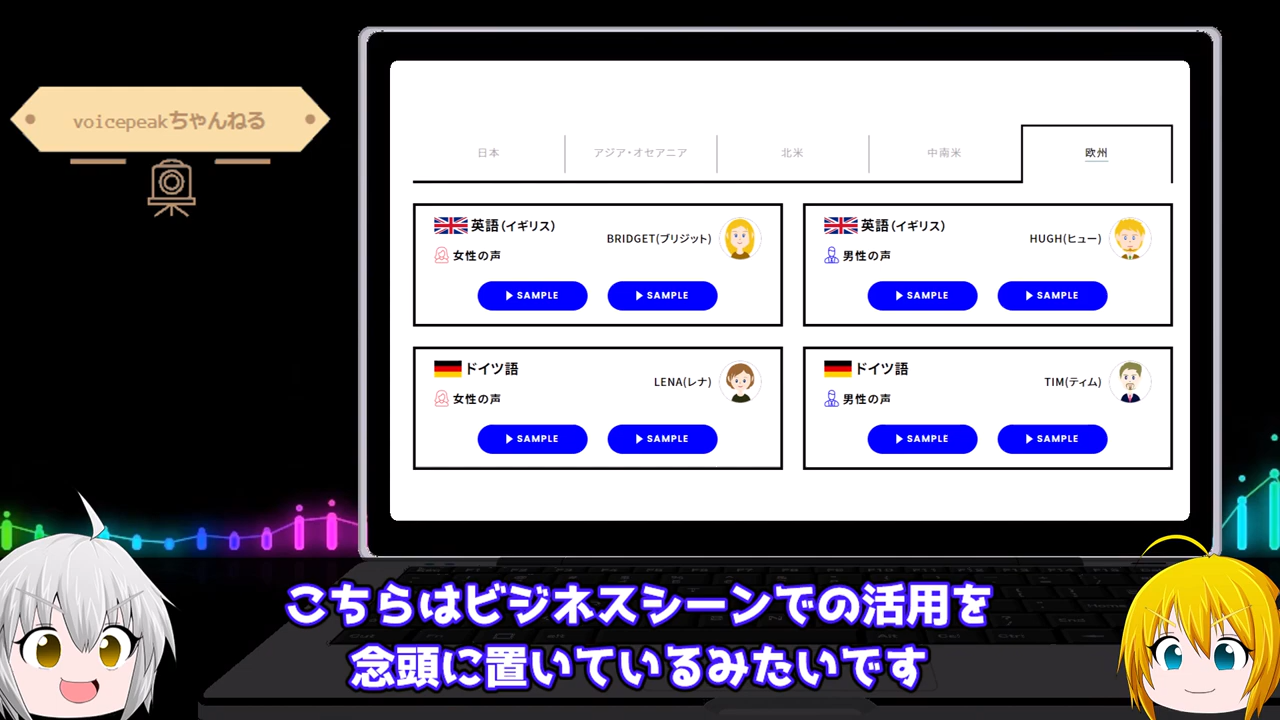 voicepeakちゃんねる
日本
アジア・オセアニア
北米
中南米
欧州
英語(イギリス)
女性の声
BRIDGET(ブリジット)
SAMPLE
SAMPLE
英語(イギリス)
男性の声
HUGH(ヒュー)
SAMPLE
SAMPLE
ドイツ語
女性の声
LENA(レナ)
SAMPLE
SAMPLE
ドイツ語
男性の声
TIM(ティム)
SAMPLE
SAMPLE
こちらはビジネスシーンでの活用を
念頭に置いているみたいです